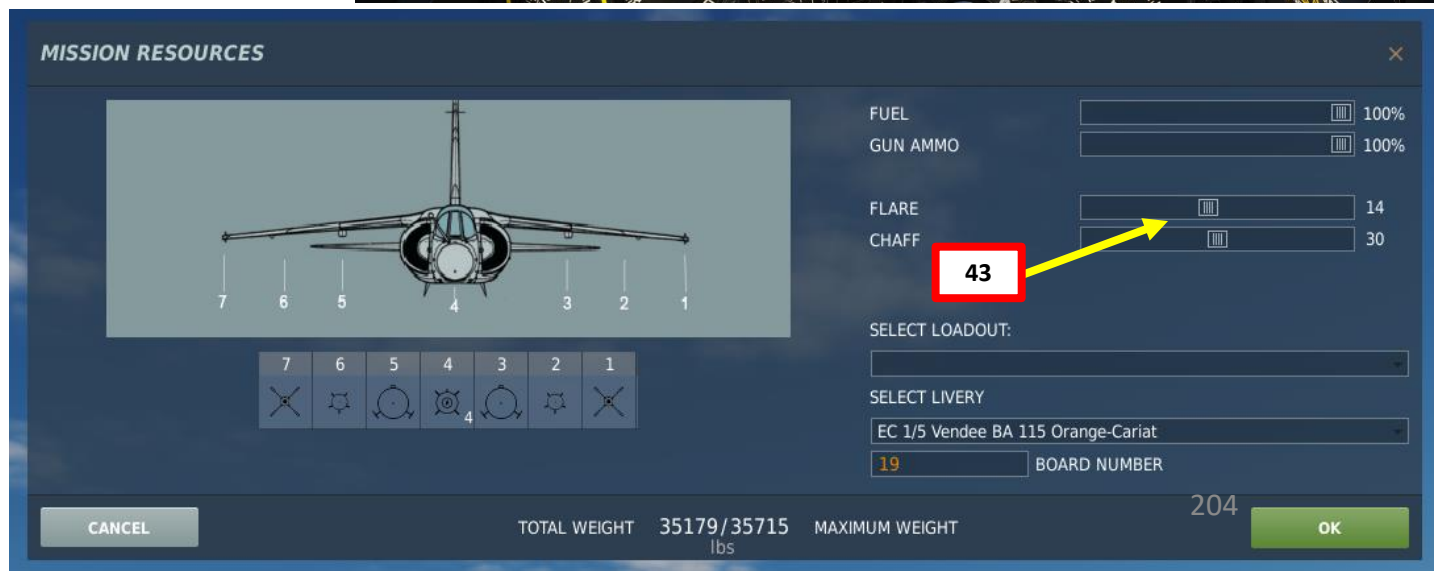 MISSION RESOURCES ×
FUEL 100%
GUN AMMO 100%
FLARE 14
CHAFF 30
43
7 6 5 4 3 2 1
SELECT LOADOUT:
7 6 5 4 3 2 1
4
SELECT LIVERY
EC 1/5 Vendee BA 115 Orange-Cariat
19 BOARD NUMBER
204
CANCEL TOTAL WEIGHT 35179/35715 MAXIMUM WEIGHT OK
lbs